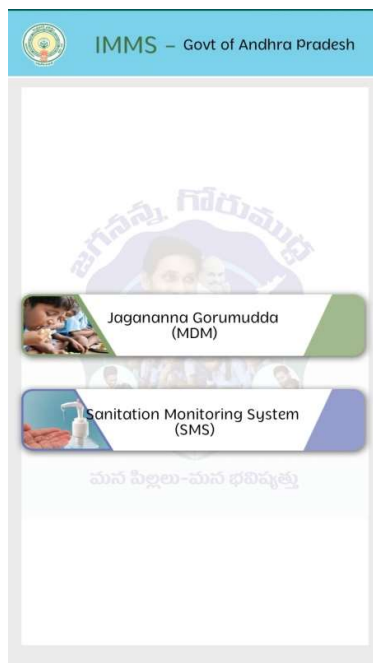 IMMS - Govt of Andhra Pradesh
జగనన్న గోరుముద్ద
Jagananna Gorumudda
(MDM)
Sanitation Monitoring System
(SMS)
మన పిల్లలు-మన భవిష్యత్తు